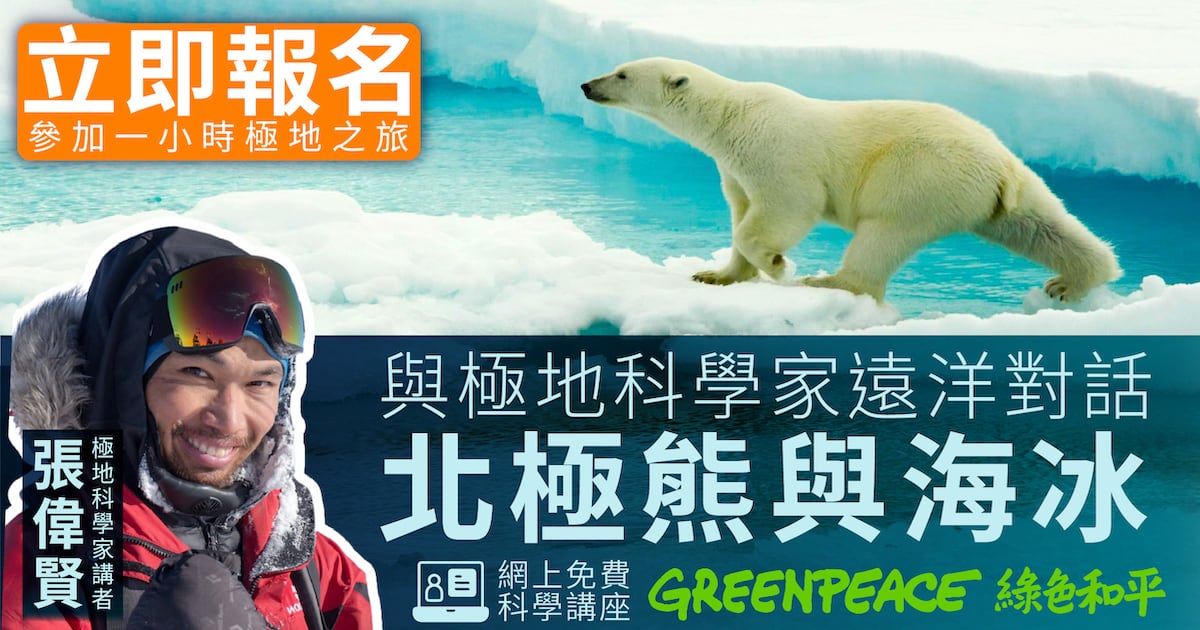 立即報名
參加一小時極地之旅
與極地科學家遠洋對話
北極熊與海冰
極地科學家講者
張偉賢
網上免費
科學講座
GREENPEACE 綠色和平